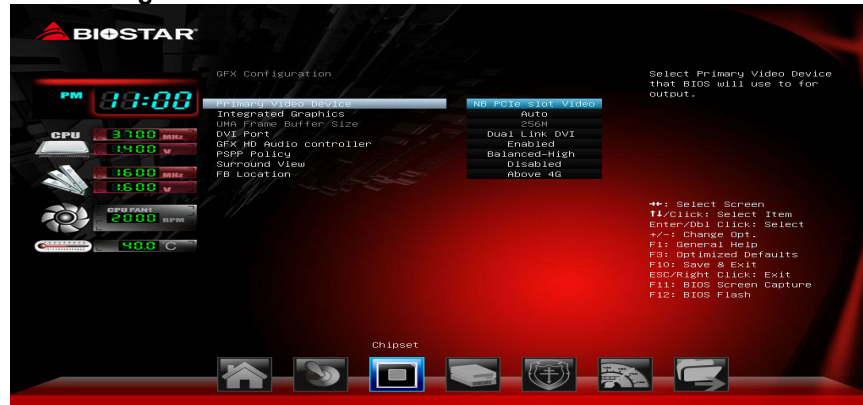 BIOSTAR
GFX Configuration
Primary Video Device NB PCIe slot Video
Integrated Graphics Auto
UMA Frame Buffer Size 256M
DVI Port Dual Link DVI
GFX HD Audio controller Enabled
PSPP Policy Balanced-High
Surround View Disabled
FB Location Above 4G
Select Primary Video Device
that BIOS will use to for
output.
PM 11:00
CPU 3700 MHz
1.400 V
1600 MHz
1.600 V
CPU FAN1
2000 RPM
40.0 C
→←: Select Screen
↑↓/Click: Select Item
Enter/Dbl Click: Select
+/-: Change Opt.
F1: General Help
F3: Optimized Defaults
F10: Save & Exit
ESC/Right Click: Exit
F11: BIOS Screen Capture
F12: BIOS Flash
Chipset